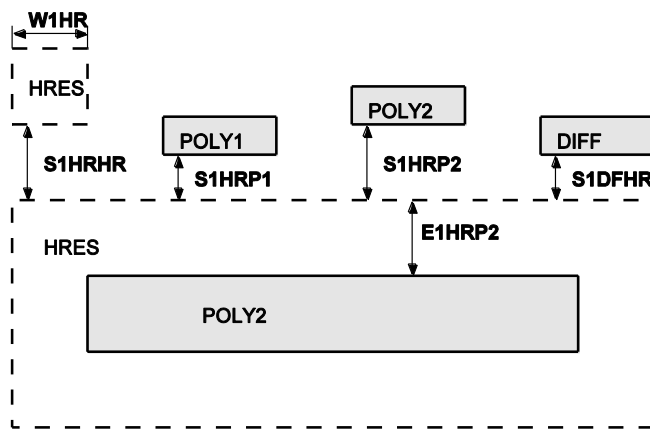 W1HR
HRES
POLY1
POLY2
DIFF
S1HRHR
S1HRP1
S1HRP2
S1DFHR
HRES
E1HRP2
POLY2